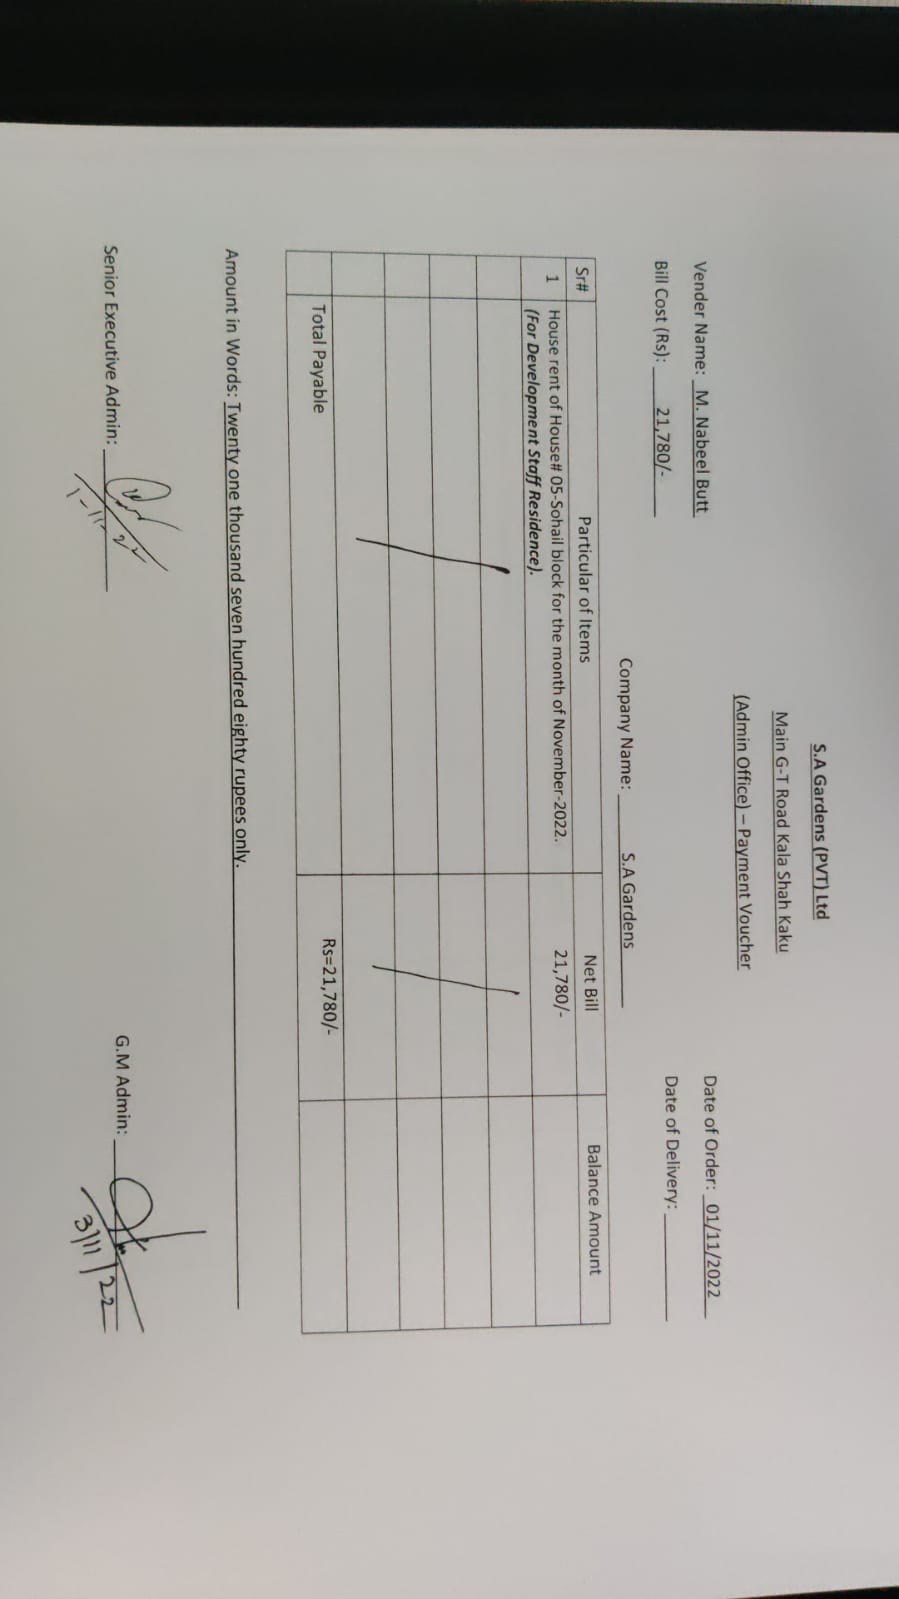 S.A Gardens (PVT) Ltd
Main G-T Road Kala Shah Kaku
(Admin Office) – Payment Voucher
Vender Name: M. Nabeel Butt
Date of Order: 01/11/2022
Bill Cost (Rs): 21,780/-
Date of Delivery:
Company Name: S.A Gardens
Sr# Particular of Items Net Bill Balance Amount
1 House rent of House# 05-Sohail block for the month of November-2022. 21,780/-
(For Development Staff Residence).
Total Payable Rs=21,780/-
Amount in Words: Twenty one thousand seven hundred eighty rupees only.
Senior Executive Admin:
1-11-22
G.M Admin:
3/11/22